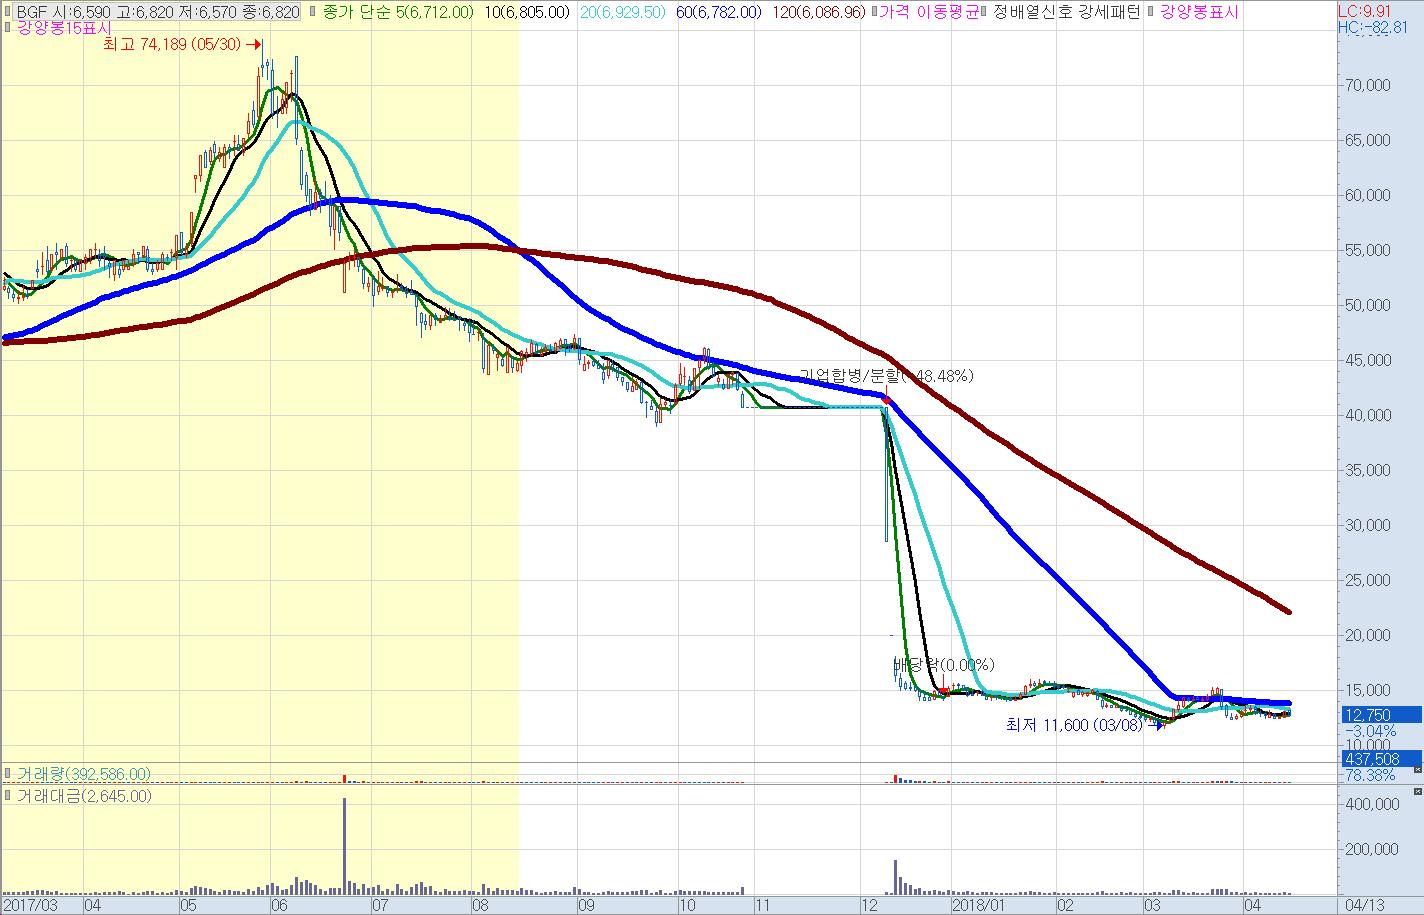 BGF 시:6,590 고:6,820 저:6,570 종:6,820 종가 단순 5(6,712.00) 10(6,805.00) 20(6,929.50) 60(6,782.00) 120(6,086.96) 가격 이동평균 정배열신호 강세패턴 강양봉표시
강양봉15표시
LC:9.91
HC:-82.81
최고 74,189 (05/30)
70,000
65,000
60,000
55,000
50,000
45,000
기업합병/분할(-48.48%)
40,000
35,000
30,000
25,000
20,000
배당락(0.00%)
15,000
최저 11,600 (03/08)
12,750
-3.04%
10,000
437,508
거래량(392,586.00)
78.38%
거래대금(2,645.00)
400,000
200,000
2017/03 04 05 06 07 08 09 10 11 12 2018/01 02 03 04 04/13